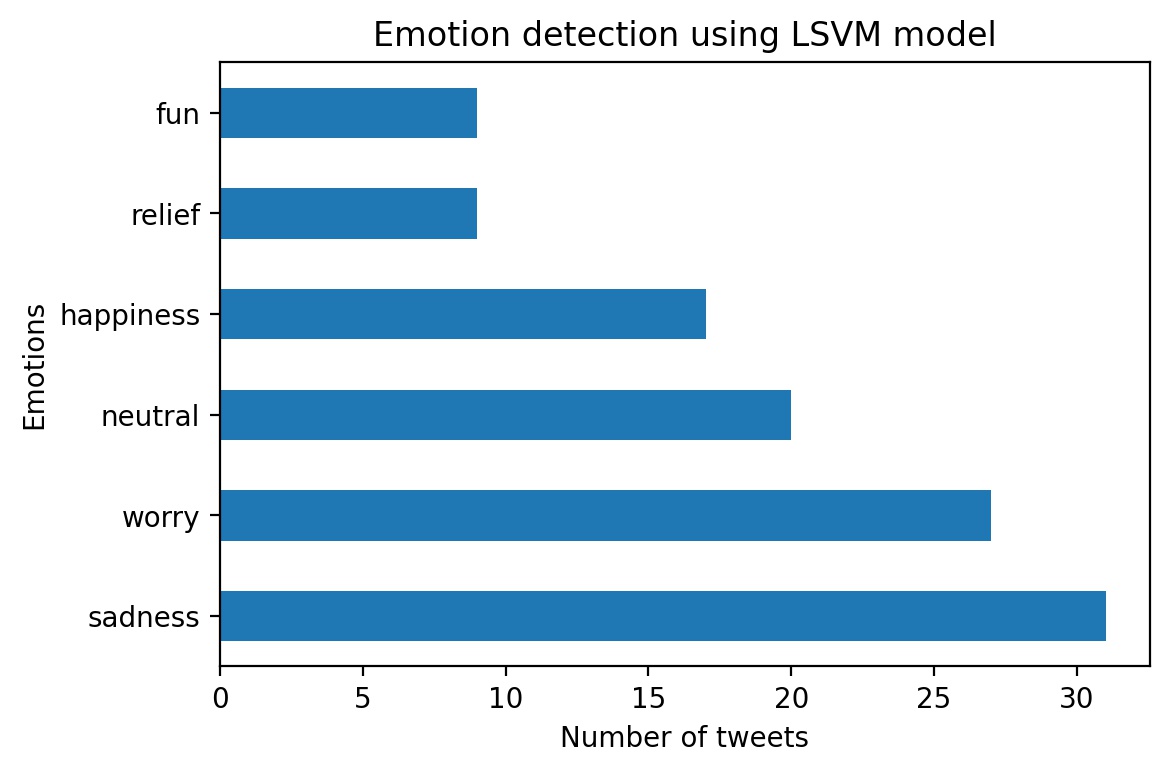 Emotion detection using LSVM model
fun
relief
happiness
neutral
worry
sadness
Emotions
0 5 10 15 20 25 30
Number of tweets